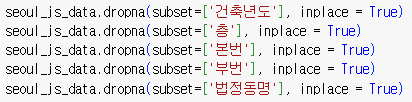 seoul_js_data.dropna(subset=['건축년도'], inplace = True)
seoul_js_data.dropna(subset=['층'], inplace = True)
seoul_js_data.dropna(subset=['본번'], inplace = True)
seoul_js_data.dropna(subset=['부번'], inplace = True)
seoul_js_data.dropna(subset=['법정동명'], inplace = True)